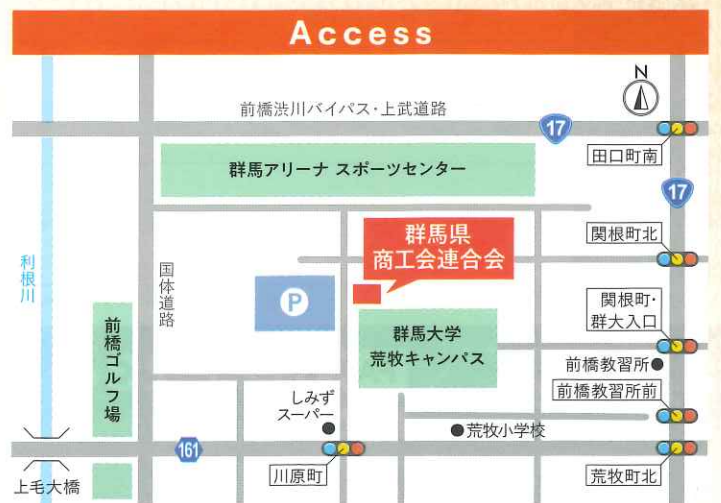 Access
N
前橋渋川バイパス・上武道路
17
田口町南
群馬アリーナ スポーツセンター
17
群馬県
商工会連合会
関根町北
利根川
国体道路
P
関根町・
群大入口
前橋ゴルフ場
群馬大学
荒牧キャンパス
前橋教習所
前橋教習所前
しみず
スーパー
荒牧小学校
161
上毛大橋
川原町
荒牧町北